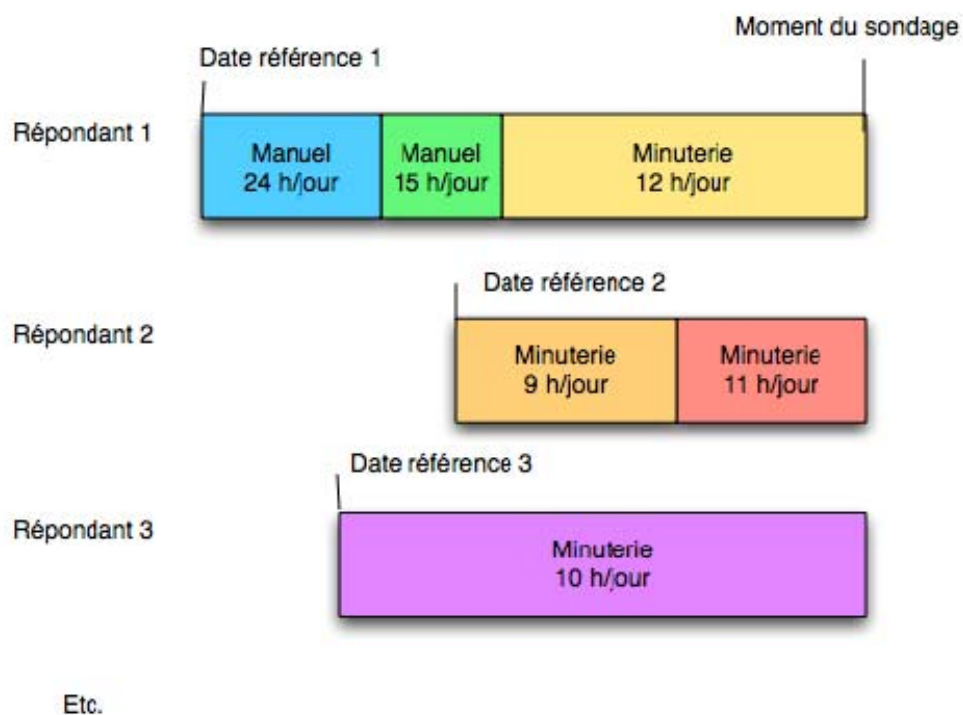 Moment du sondage
Date référence 1
Répondant 1
Manuel
24 h/jour
Manuel
15 h/jour
Minuterie
12 h/jour
Date référence 2
Répondant 2
Minuterie
9 h/jour
Minuterie
11 h/jour
Date référence 3
Répondant 3
Minuterie
10 h/jour
Etc.